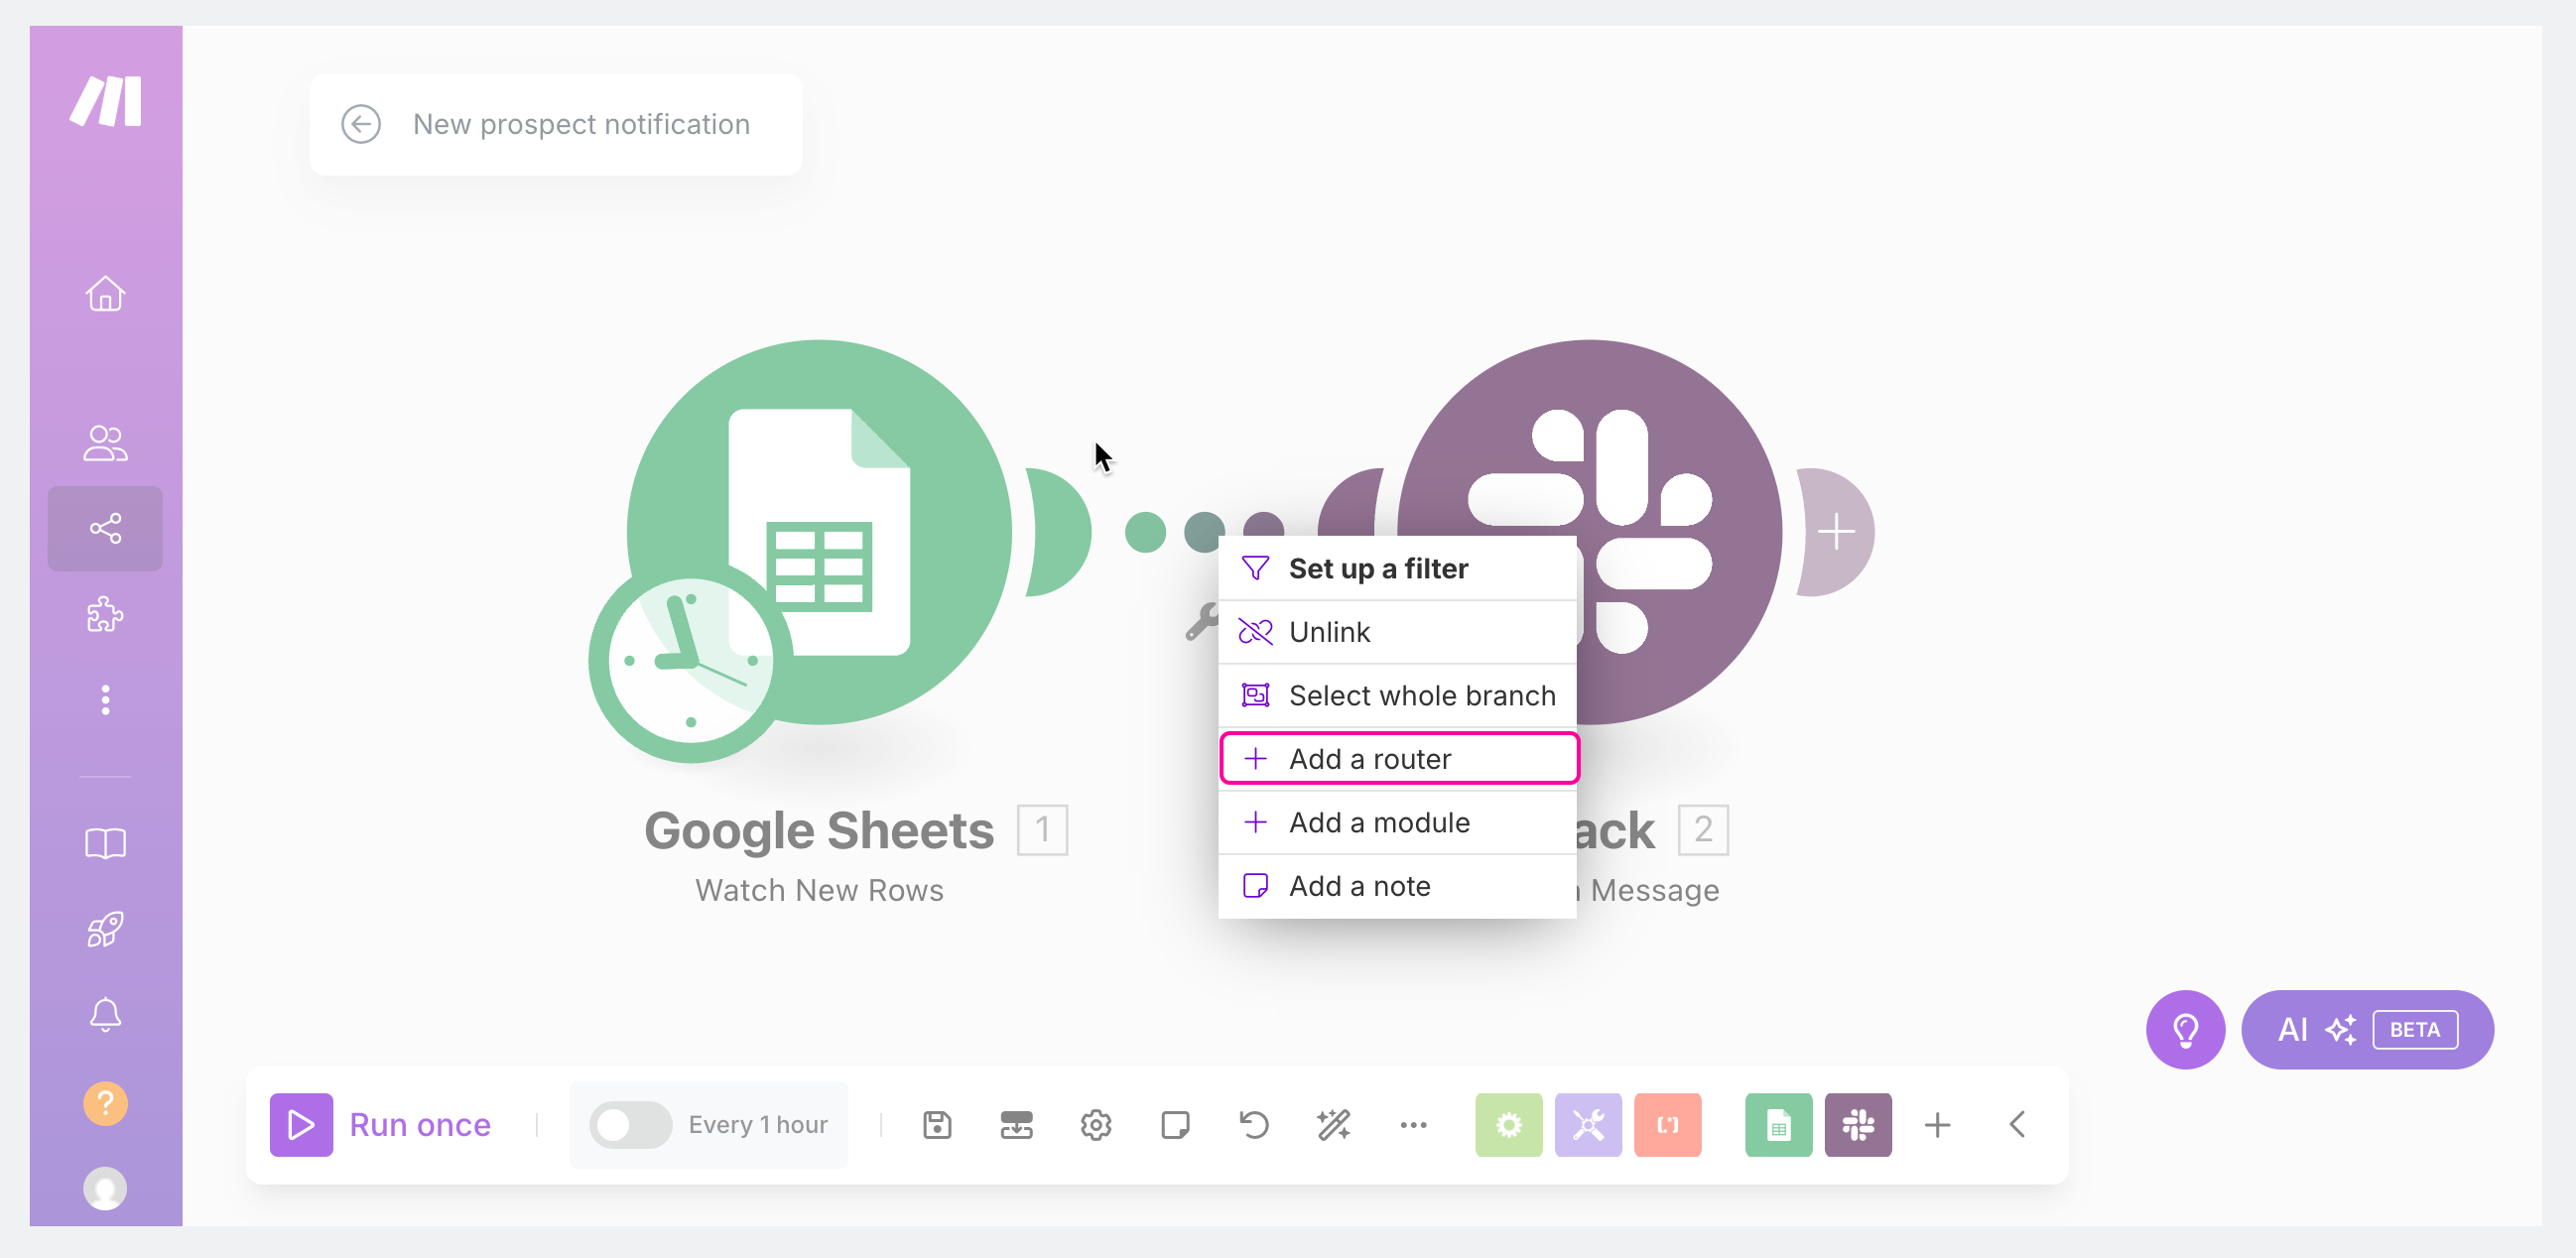 New prospect notification
Set up a filter
Unlink
Select whole branch
Add a router
Add a module
Add a note
Google Sheets 1
Watch New Rows
ack 2
Message
AI BETA
Run once
Every 1 hour
?